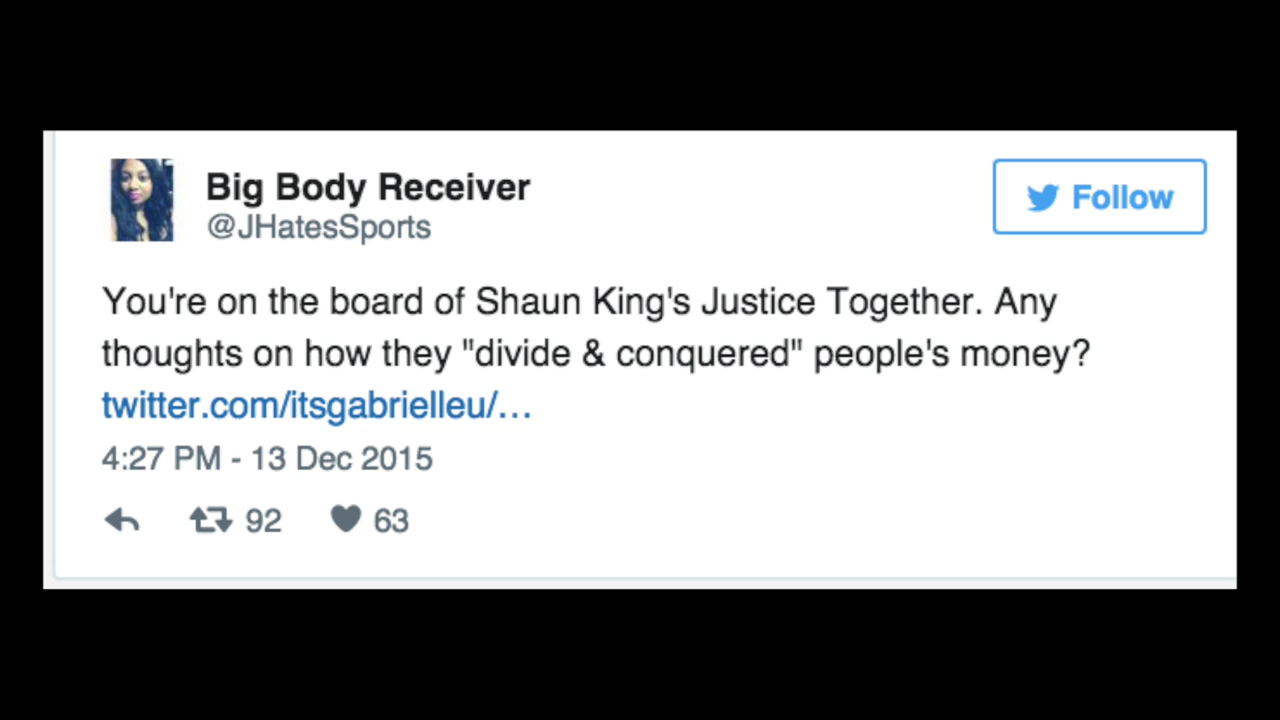 Big Body Receiver
@JHatesSports
Follow
You're on the board of Shaun King's Justice Together. Any
thoughts on how they "divide & conquered" people's money?
twitter.com/itsgabrielleu/...
4:27 PM - 13 Dec 2015
92 63